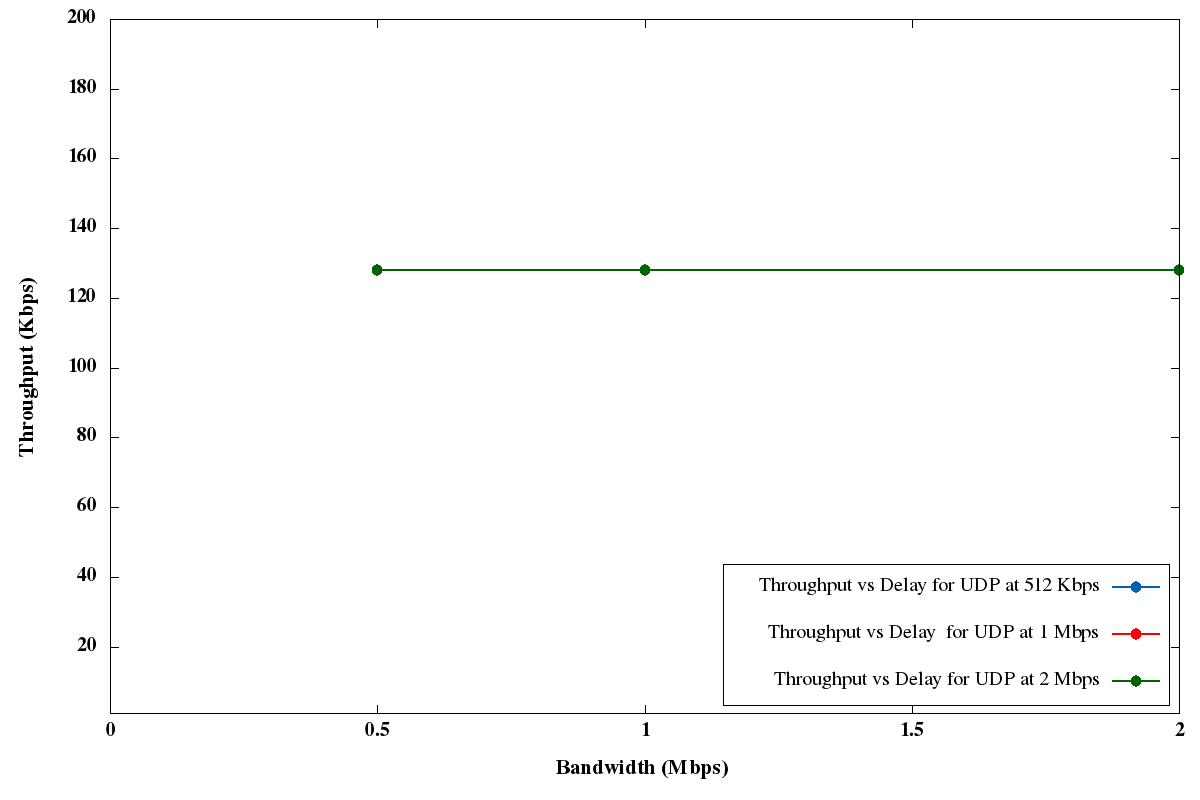 200
180
160
140
120
100
80
60
40
20
Throughput (Kbps)
Throughput vs Delay for UDP at 512 Kbps
Throughput vs Delay  for UDP at 1 Mbps
Throughput vs Delay for UDP at 2 Mbps
0 0.5 1 1.5 2
Bandwidth (Mbps)